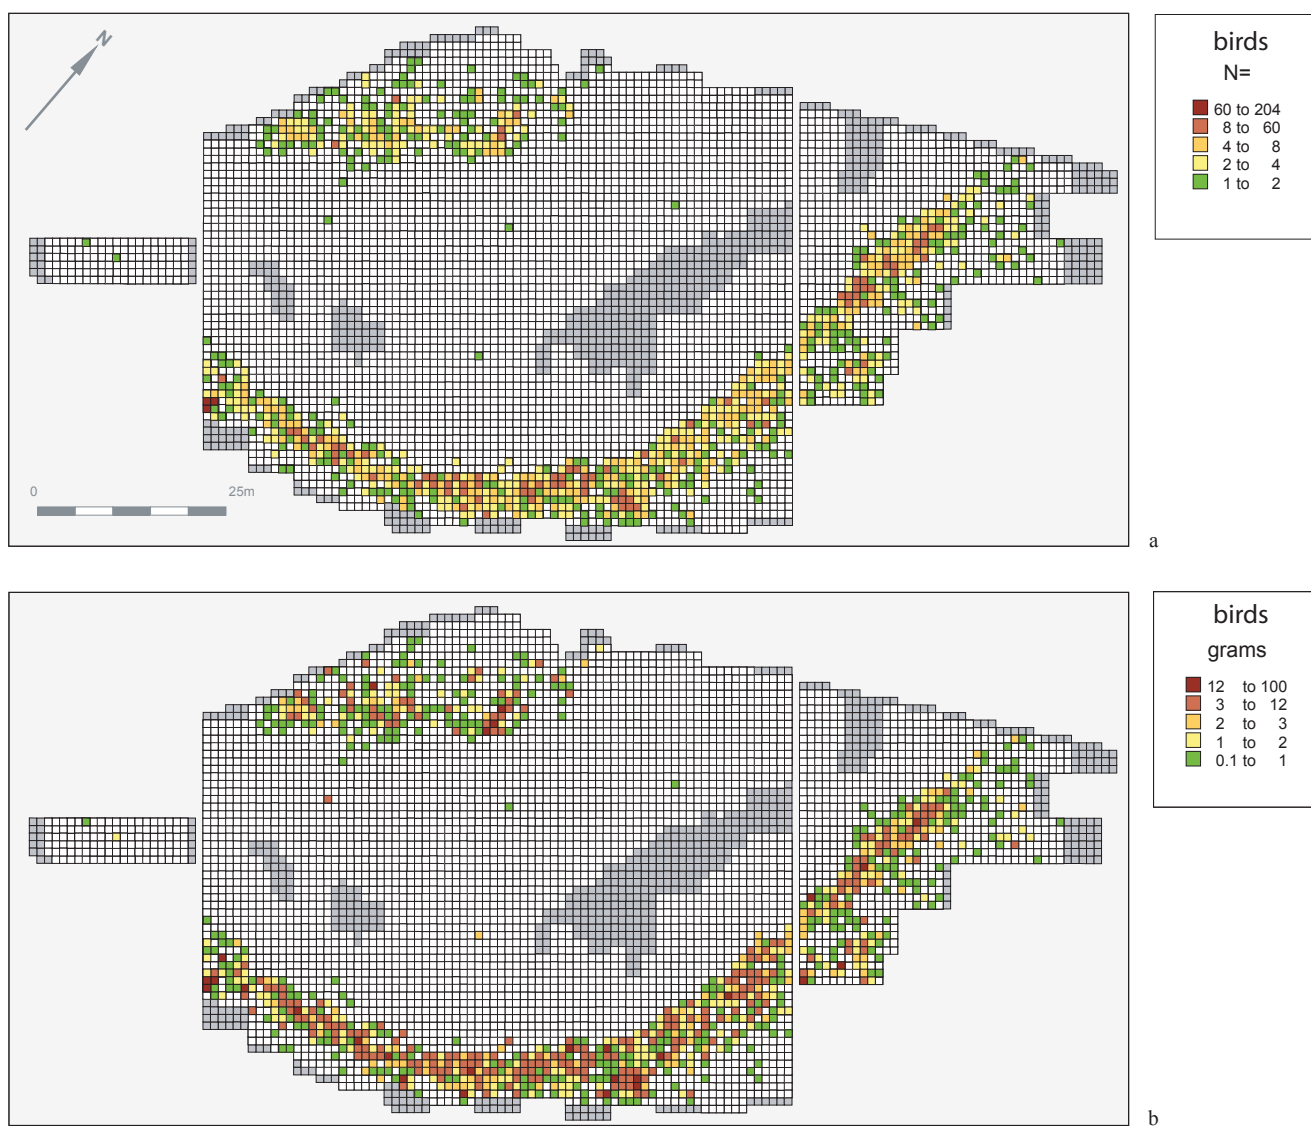 N
birds
N=
60 to 204
8 to 60
4 to 8
2 to 4
1 to 2
0 25m
a
birds
grams
12 to 100
3 to 12
2 to 3
1 to 2
0.1 to 1
b